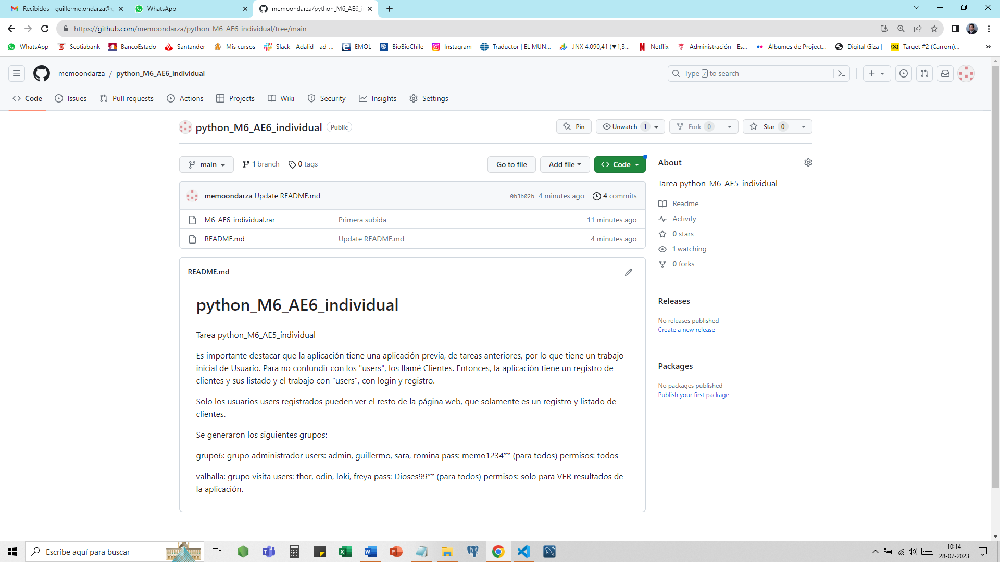 Recibidos - guillermo.ondarza@g
WhatsApp
memoondarza/python_M6_AE6_i
https://github.com/memoondarza/python_M6_AE6_individual/tree/main
WhatsApp
Scotiabank
BancoEstado
Santander
Mis cursos
Slack - Adalid - ad-...
EMOL
BioBioChile
Instagram
Traductor | EL MUN...
.INX 4.090,41 (▼1,3...
Netflix
Administración - Es...
Álbumes de Project...
Digital Giza |
Target #2 (Carrom)...
»
memoondarza / python_M6_AE6_individual
Type / to search
Code
Issues
Pull requests
Actions
Projects
Wiki
Security
Insights
Settings
python_M6_AE6_individual Public
Pin
Unwatch 1
Fork 0
Star 0
main
1 branch
0 tags
Go to file
Add file
Code
About
Tarea python_M6_AE5_individual
memoondarza Update README.md
0b3b02b 4 minutes ago 4 commits
M6_AE6_individual.rar Primera subida 11 minutes ago
README.md Update README.md 4 minutes ago
Readme
Activity
0 stars
1 watching
0 forks
Releases
No releases published
Create a new release
Packages
No packages published
Publish your first package
README.md
python_M6_AE6_individual
Tarea python_M6_AE5_individual
Es importante destacar que la aplicación tiene una aplicación previa, de tareas anteriores, por lo que tiene un trabajo
inicial de Usuario. Para no confundir con los "users", los llamé Clientes. Entonces, la aplicación tiene un registro de
clientes y sus listado y el trabajo con "users", con login y registro.
Solo los usuarios users registrados pueden ver el resto de la página web, que solamente es un registro y listado de
clientes.
Se generaron los siguientes grupos:
grupo6: grupo administrador users: admin, guillermo, sara, romina pass: memo1234** (para todos) permisos: todos
valhalla: grupo visita users: thor, odin, loki, freya pass: Dioses99** (para todos) permisos: solo para VER resultados de
la aplicación.
Escribe aquí para buscar
10:14
28-07-2023